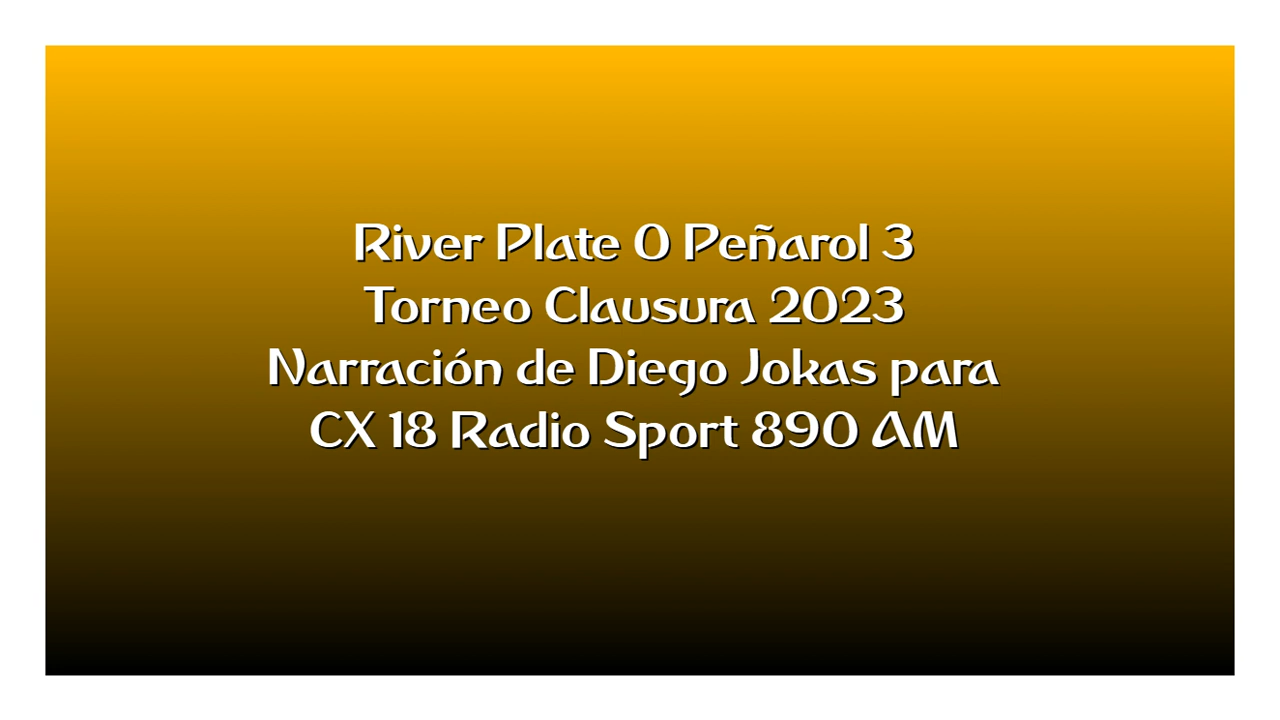 River Plate 0 Peñarol 3
Torneo Clausura 2023
Narración de Diego Jokas para
CX 18 Radio Sport 890 AM